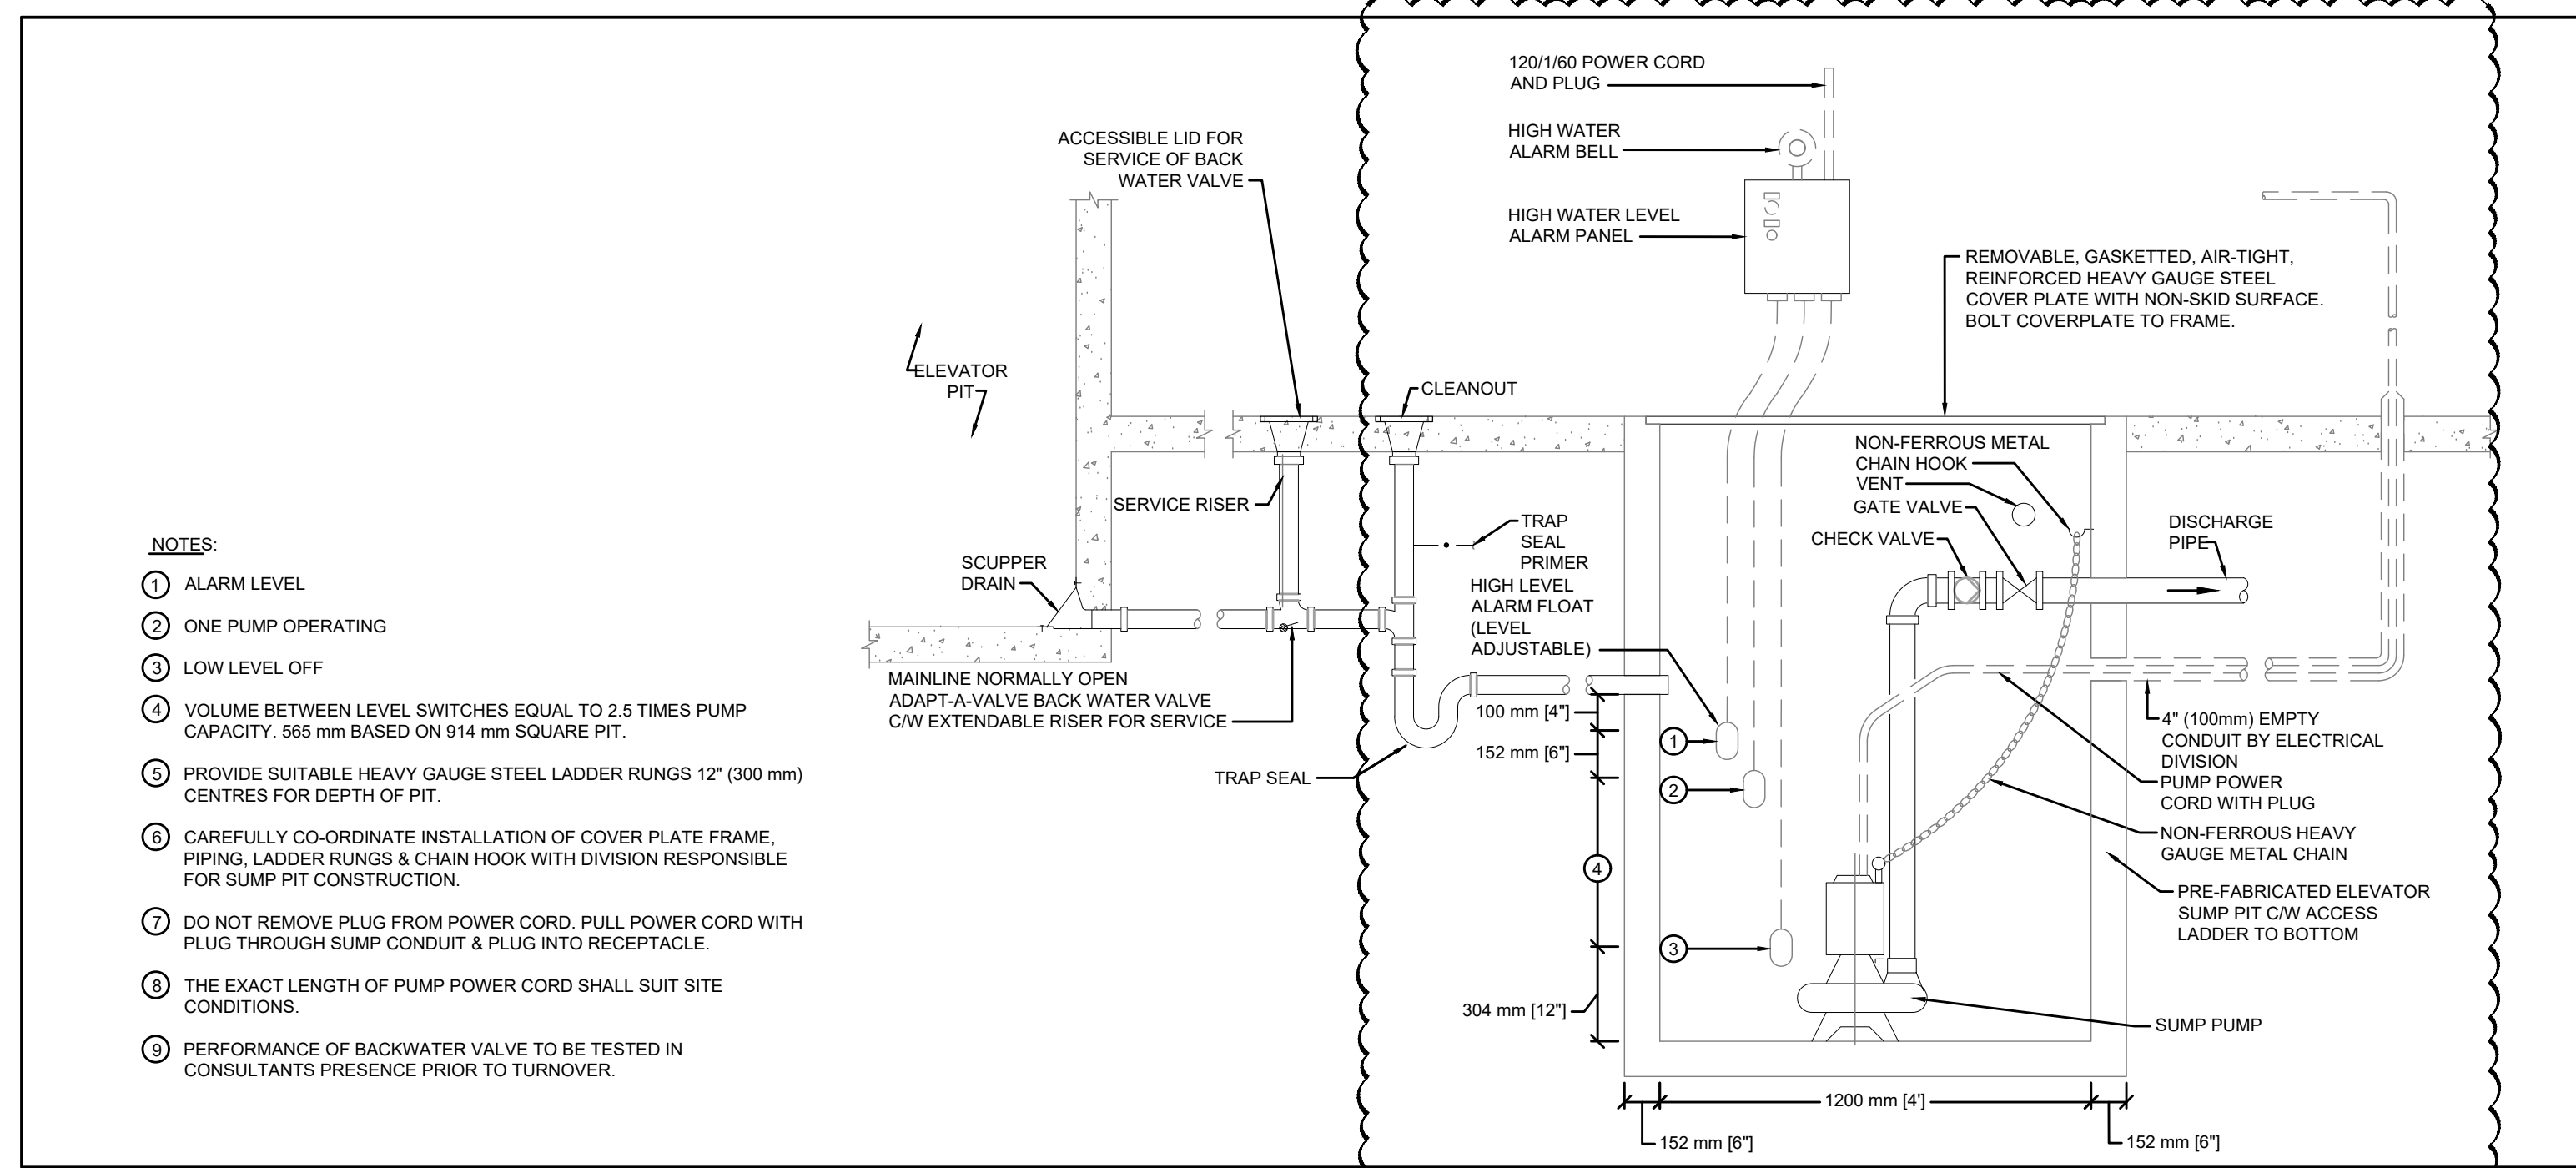 120/1/60 POWER CORD
AND PLUG
HIGH WATER
ALARM BELL
HIGH WATER LEVEL
ALARM PANEL
ACCESSIBLE LID FOR
SERVICE OF BACK
WATER VALVE
REMOVABLE, GASKETTED, AIR-TIGHT,
REINFORCED HEAVY GAUGE STEEL
COVER PLATE WITH NON-SKID SURFACE.
BOLT COVERPLATE TO FRAME.
ELEVATOR
PIT
CLEANOUT
SERVICE RISER
SCUPPER
DRAIN
TRAP
SEAL
PRIMER
HIGH LEVEL
ALARM FLOAT
(LEVEL
ADJUSTABLE)
NON-FERROUS METAL
CHAIN HOOK
VENT
GATE VALVE
CHECK VALVE
DISCHARGE
PIPE
MAINLINE NORMALLY OPEN
ADAPT-A-VALVE BACK WATER VALVE
C/W EXTENDABLE RISER FOR SERVICE
TRAP SEAL
100 mm [4"]
152 mm [6"]
1
2
4
3
304 mm [12"]
4" (100mm) EMPTY
CONDUIT BY ELECTRICAL
DIVISION
PUMP POWER
CORD WITH PLUG
NON-FERROUS HEAVY
GAUGE METAL CHAIN
PRE-FABRICATED ELEVATOR
SUMP PIT C/W ACCESS
LADDER TO BOTTOM
SUMP PUMP
1200 mm [4']
152 mm [6"]
152 mm [6"]
NOTES:
1 ALARM LEVEL
2 ONE PUMP OPERATING
3 LOW LEVEL OFF
4 VOLUME BETWEEN LEVEL SWITCHES EQUAL TO 2.5 TIMES PUMP
CAPACITY. 565 mm BASED ON 914 mm SQUARE PIT.
5 PROVIDE SUITABLE HEAVY GAUGE STEEL LADDER RUNGS 12" (300 mm)
CENTRES FOR DEPTH OF PIT.
6 CAREFULLY CO-ORDINATE INSTALLATION OF COVER PLATE FRAME,
PIPING, LADDER RUNGS & CHAIN HOOK WITH DIVISION RESPONSIBLE
FOR SUMP PIT CONSTRUCTION.
7 DO NOT REMOVE PLUG FROM POWER CORD. PULL POWER CORD WITH
PLUG THROUGH SUMP CONDUIT & PLUG INTO RECEPTACLE.
8 THE EXACT LENGTH OF PUMP POWER CORD SHALL SUIT SITE
CONDITIONS.
9 PERFORMANCE OF BACKWATER VALVE TO BE TESTED IN
CONSULTANTS PRESENCE PRIOR TO TURNOVER.